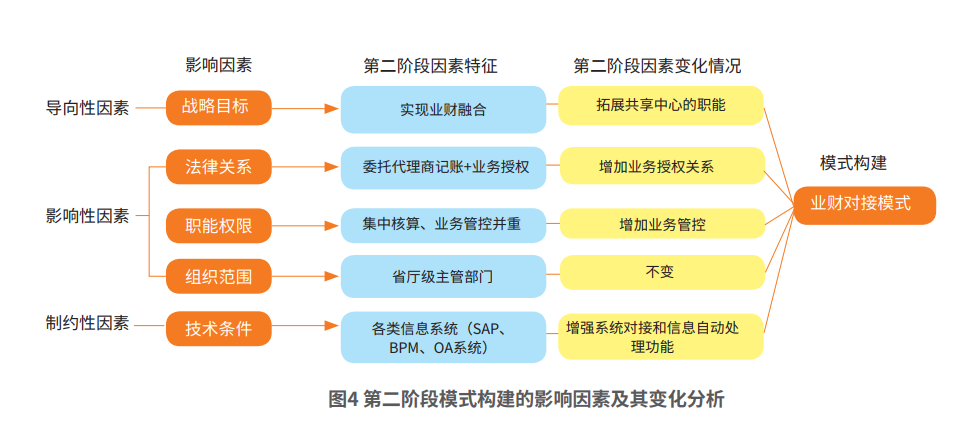 影响因素 第二阶段因素特征 第二阶段因素变化情况
导向性因素 战略目标 实现业财融合 拓展共享中心的职能
模式构建
法律关系 委托代理商记账+业务授权 增加业务授权关系
业财对接模式
影响性因素 职能权限 集中核算、业务管控并重 增加业务管控
组织范围 省厅级主管部门 不变
制约性因素 技术条件 各类信息系统（SAP、
BPM、OA系统） 增强系统对接和信息自动处
理功能
图4 第二阶段模式构建的影响因素及其变化分析